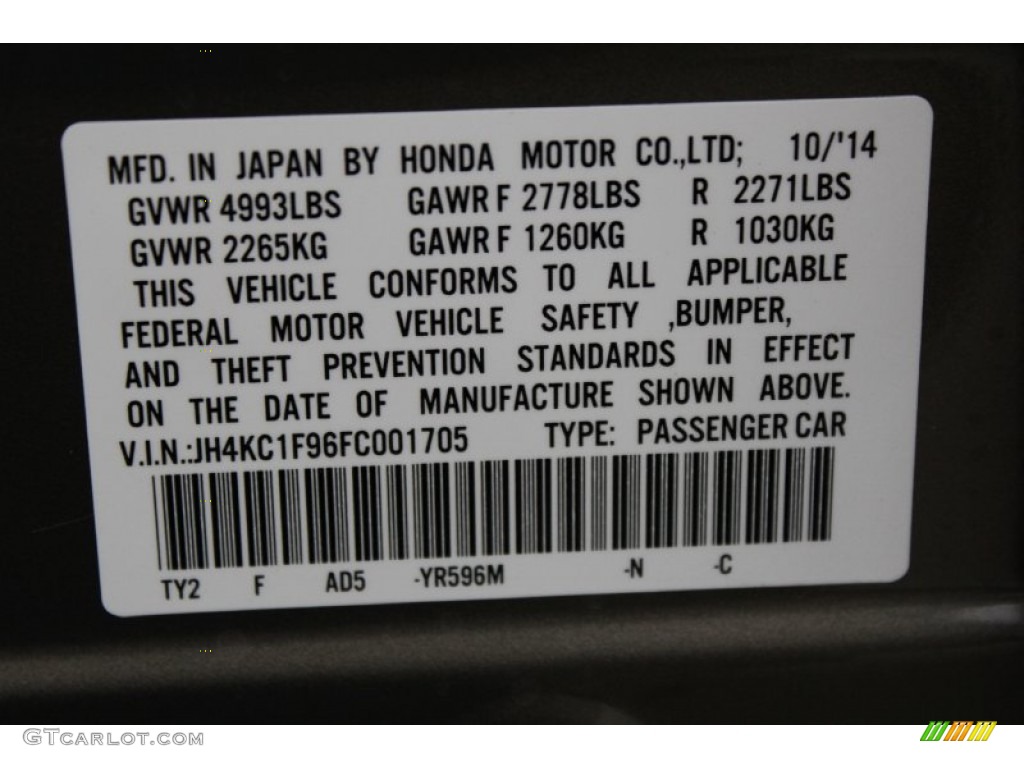 MFD. IN JAPAN BY HONDA MOTOR CO.,LTD; 10/'14
GVWR 4993LBS GAWR F 2778LBS R 2271LBS
GVWR 2265KG GAWR F 1260KG R 1030KG
THIS VEHICLE CONFORMS TO ALL APPLICABLE
FEDERAL MOTOR VEHICLE SAFETY ,BUMPER,
AND THEFT PREVENTION STANDARDS IN EFFECT
ON THE DATE OF MANUFACTURE SHOWN ABOVE.
V.I.N.:JH4KC1F96FC001705 TYPE: PASSENGER CAR
TY2 F AD5 -YR596M -N -C
GTCARLOT.COM